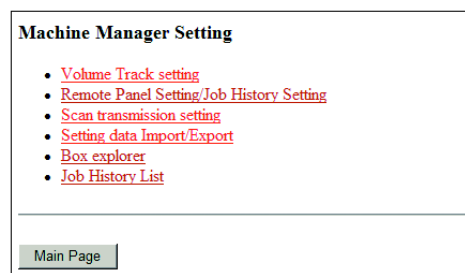 Machine Manager Setting
Volume Track setting
Remote Panel Setting/Job History Setting
Scan transmission setting
Setting data Import/Export
Box explorer
Job History List
Main Page